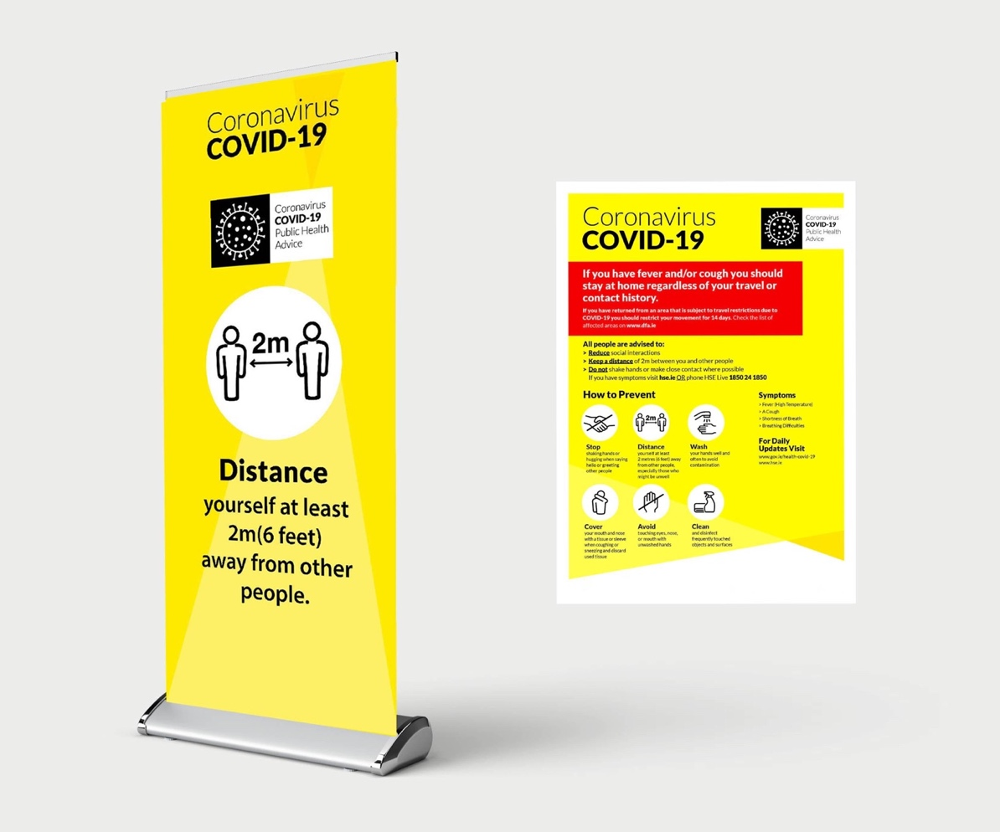 Coronavirus
COVID-19
Coronavirus
COVID-19
Public Health
Advice
2m
Distance
yourself at least
2m(6 feet)
away from other
people.
Coronavirus
COVID-19
Coronavirus
COVID-19
Public Health
Advice
If you have fever and/or cough you should
stay at home regardless of your travel or
contact history.
If you have returned from an area that is subject to travel restrictions due to
COVID-19 you should restrict your movement for 14 days. Check the list of
affected areas on www.dfa.ie
All people are advised to:
> Reduce social interactions
> Keep a distance of 2m between you and other people
> Do not shake hands or make close contact where possible
If you have symptoms visit hse.ie OR phone HSE Live 1850 24 1850
How to Prevent
2m
Stop
shaking hands or
hugging when saying
hello or greeting
other people
Distance
yourself at least
2 metres (6 feet) away
from other people,
especially those who
might be unwell
Wash
your hands well and
often to avoid
contamination
Cover
your mouth and nose
with a tissue or sleeve
when coughing or
sneezing and discard
used tissue
Avoid
touching eyes, nose,
or mouth with
unwashed hands
Clean
and disinfect
frequently touched
objects and surfaces
Symptoms
> Fever (High Temperature)
> A Cough
> Shortness of Breath
> Breathing Difficulties
For Daily
Updates Visit
www.gov.ie/health-covid-19
www.hse.ie